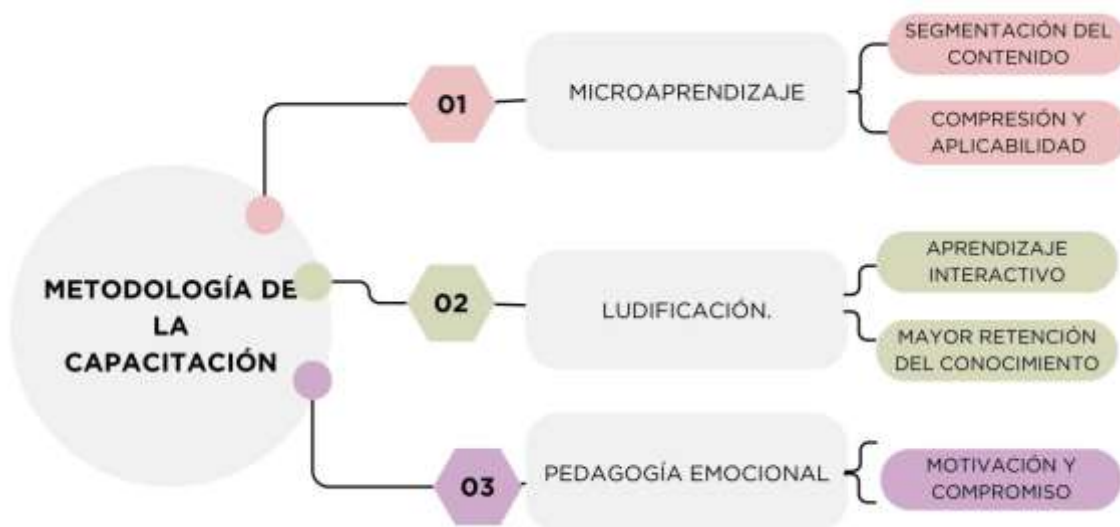 METODOLOGÍA DE
LA
CAPACITACIÓN
01
MICROAPRENDIZAJE
SEGMENTACIÓN DEL
CONTENIDO
COMPRESIÓN Y
APLICABILIDAD
02
LUDIFICACIÓN.
APRENDIZAJE
INTERACTIVO
MAYOR RETENCIÓN
DEL CONOCIMIENTO
03
PEDAGOGÍA EMOCIONAL
MOTIVACIÓN Y
COMPROMISO